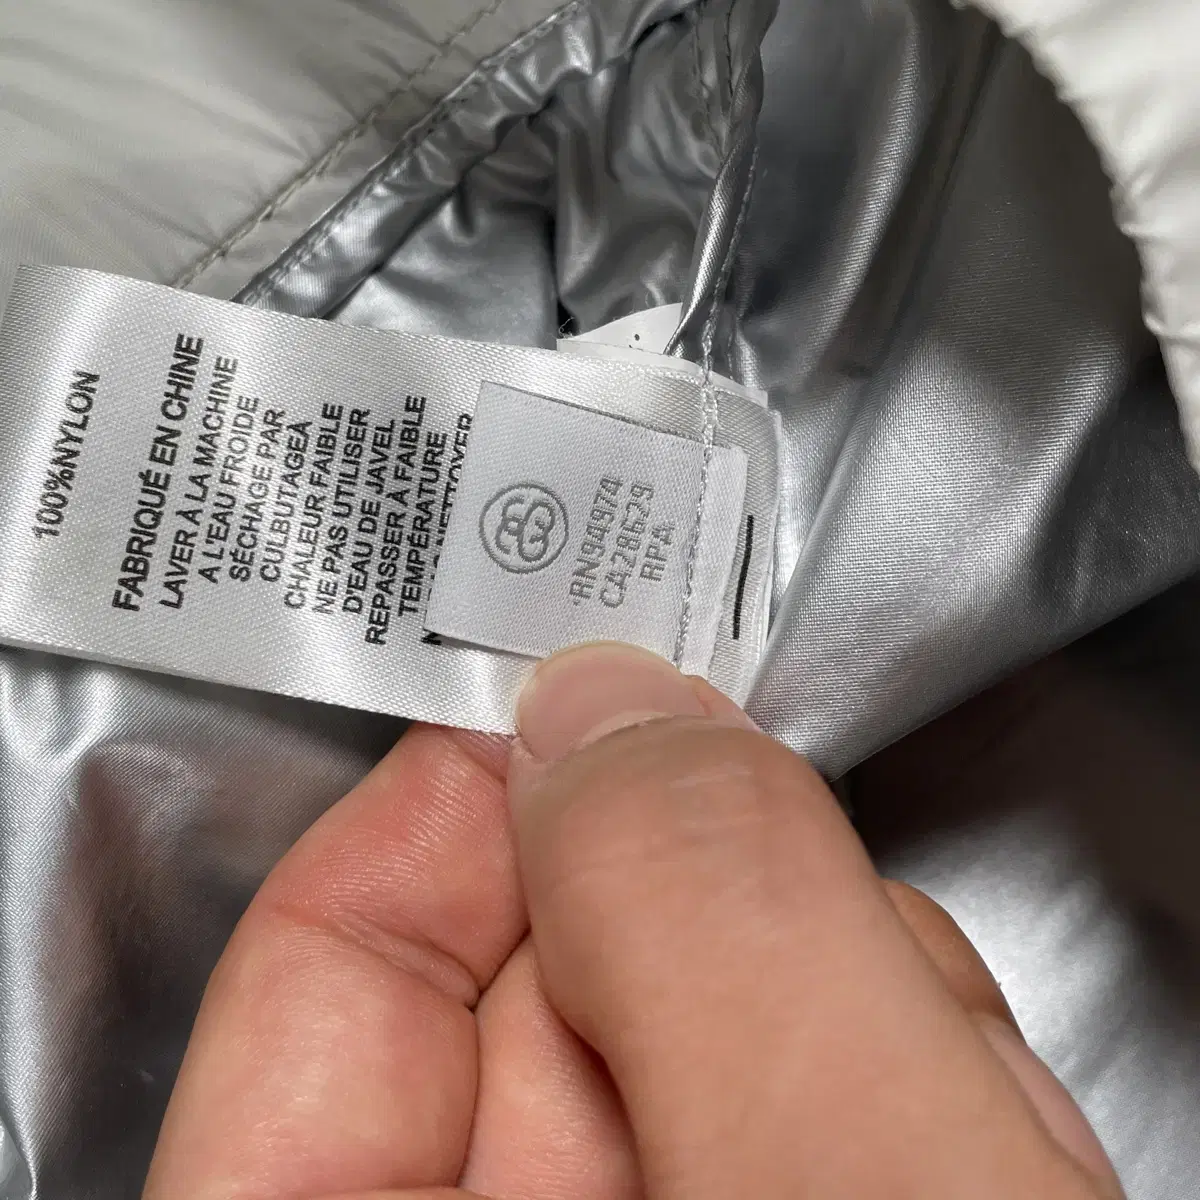 100%NYLON
FABRIQUÉ EN CHINE
LAVER À LA MACHINE
A L'EAU FROIDE
SÉCHAGE PAR
CULBUTAGEÀ
CHALEUR FAIBLE
NE PAS UTILISER
D'EAU DE JAVEL
REPASSER À FAIBLE
TEMPÉRATURE
RN94974
CA28629
RPA